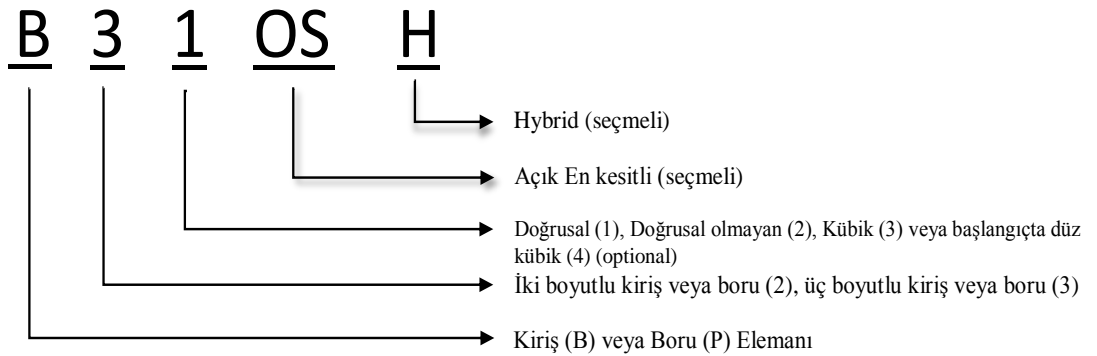 B 3 1 OS H
Hybrid (seçmeli)
Açık En kesitli (seçmeli)
Doğrusal (1), Doğrusal olmayan (2), Kübik (3) veya başlangıçta düz
kübik (4) (optional)
İki boyutlu kiriş veya boru (2), üç boyutlu kiriş veya boru (3)
Kiriş (B) veya Boru (P) Elemanı